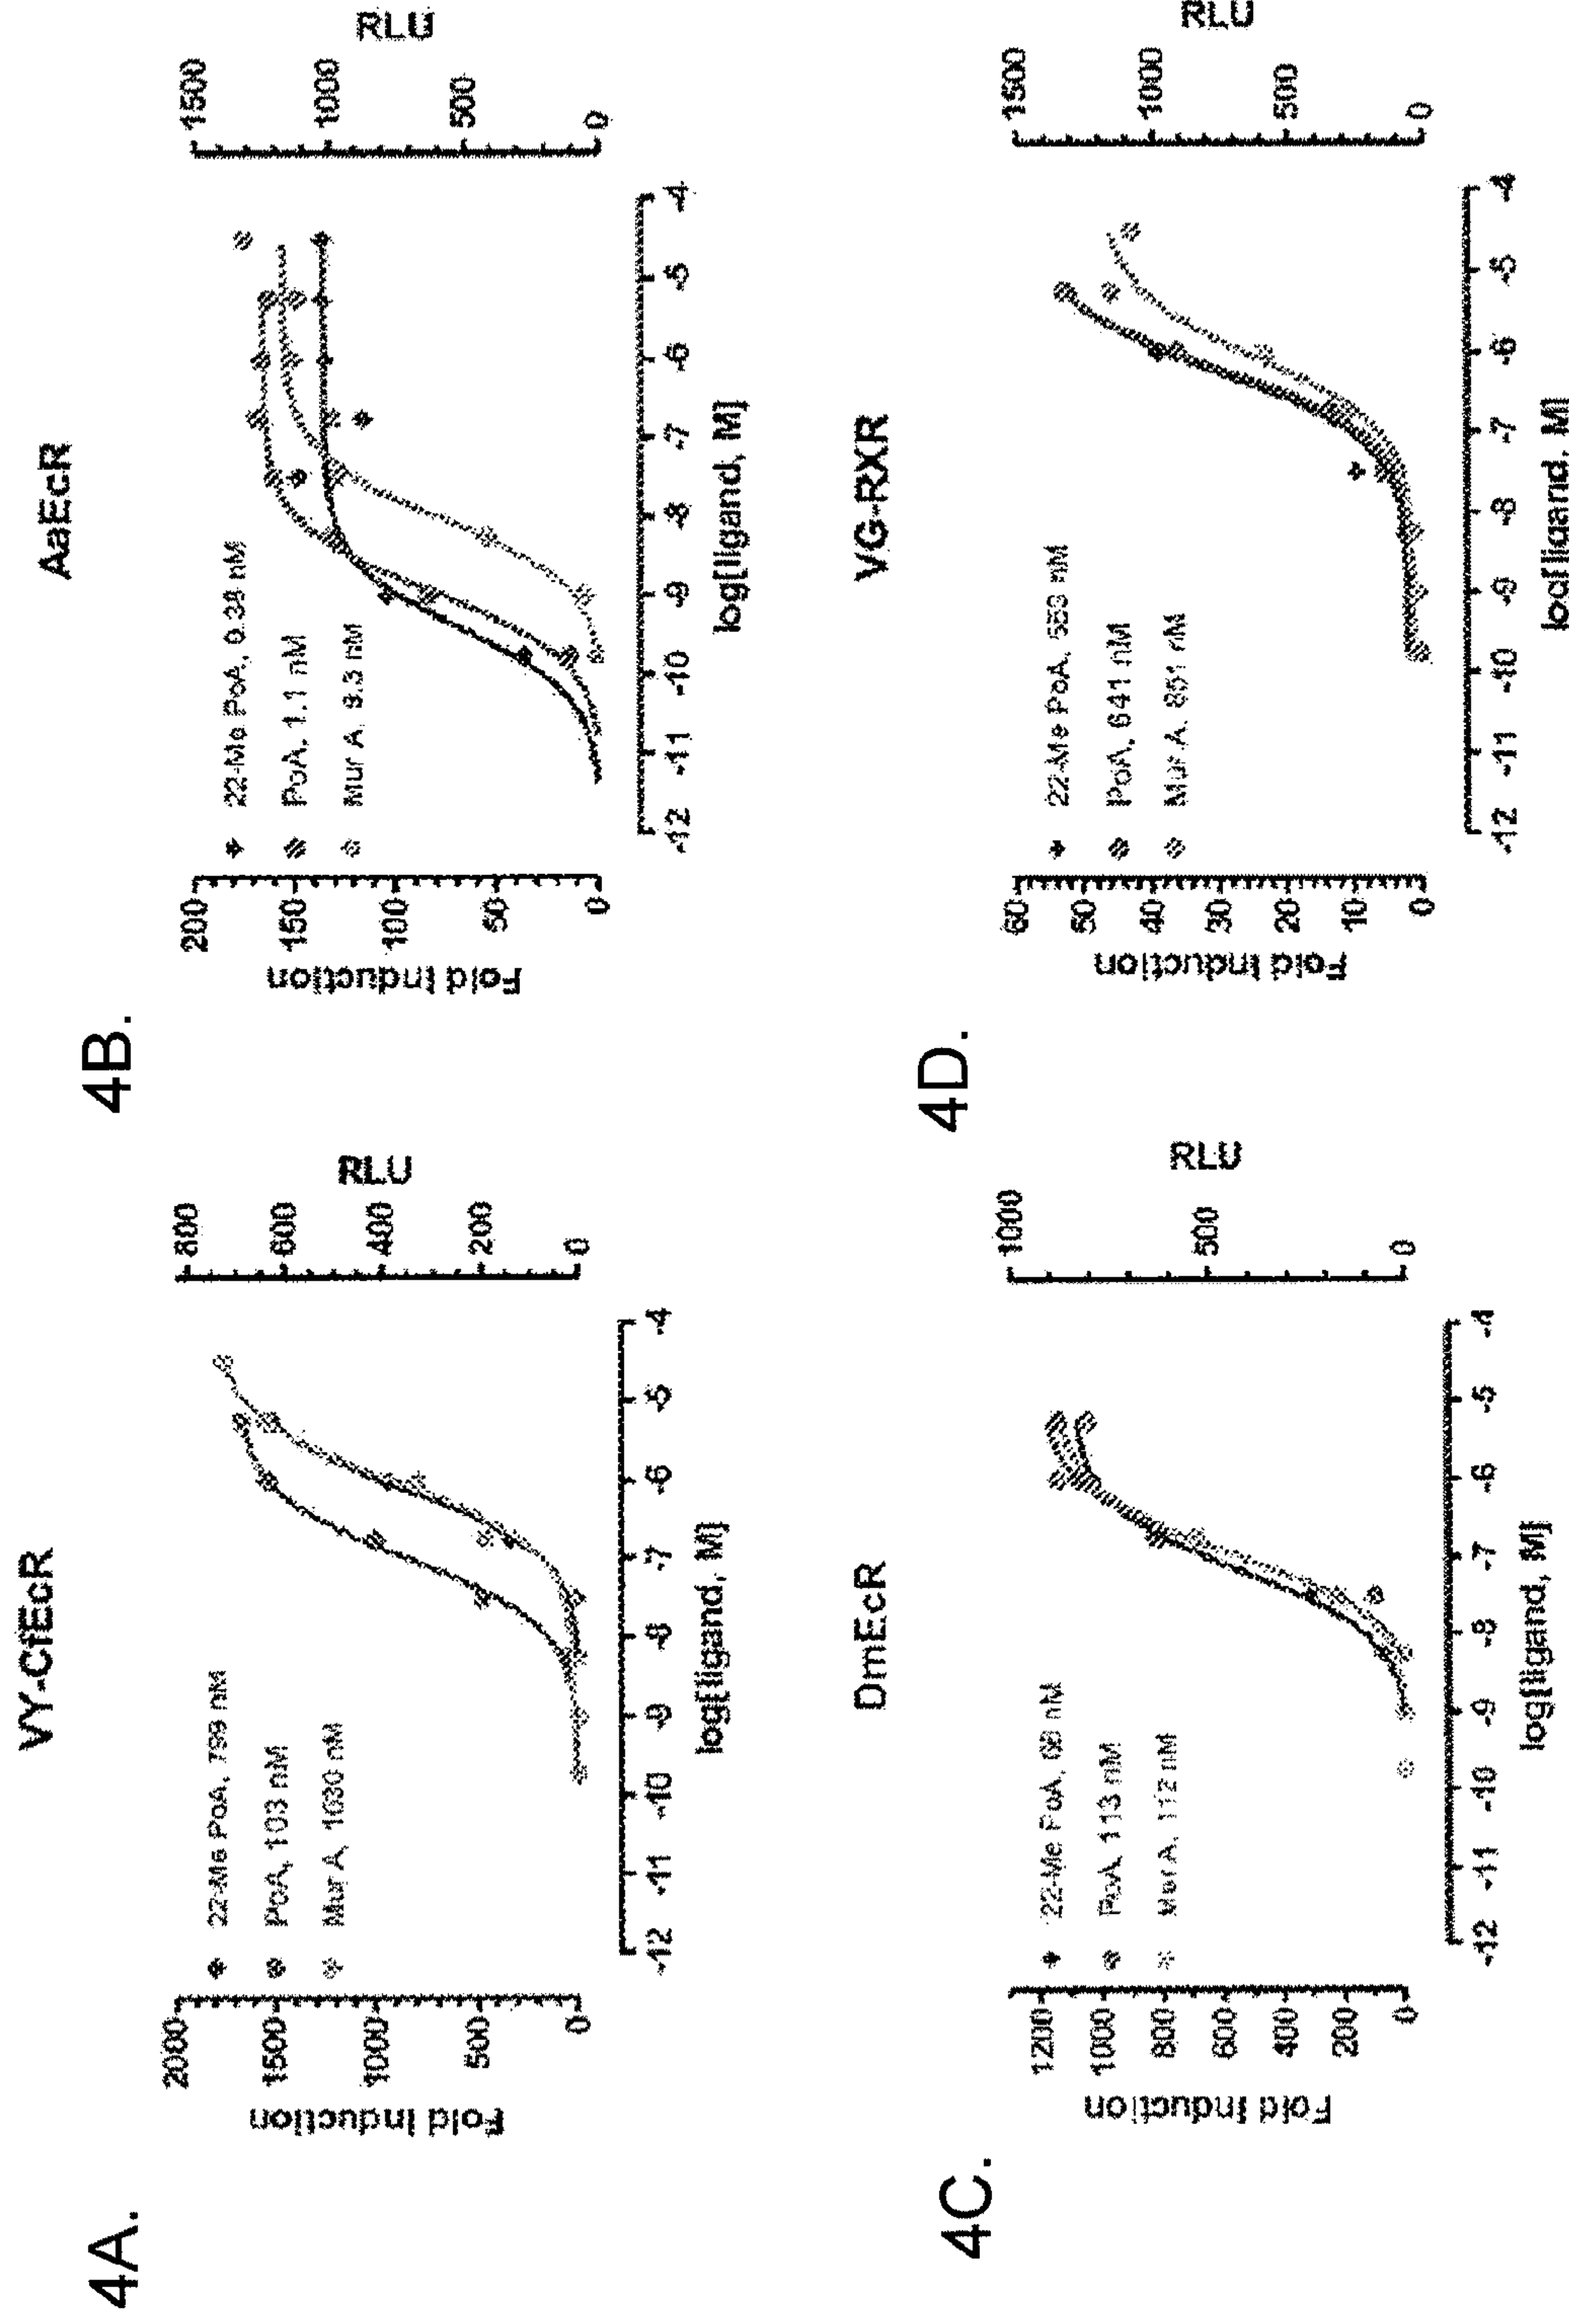 4A.
VY-CfEcR
Fold Induction
2000
1500
1000
500
0
22-Me PoA, 799 nM
PoA, 103 nM
Mur A, 1030 nM
800
600
400
200
0
RLU
-12 -11 -10 -9 -8 -7 -6 -5 -4
log[ligand, M]
4B.
AaEcR
Fold Induction
200
150
100
50
0
22-Me PoA, 0.38 nM
PoA, 1.1 nM
Mur A, 9.3 nM
1500
1000
500
0
RLU
-12 -11 -10 -9 -8 -7 -6 -5 -4
log[ligand, M]
4C.
DmEcR
Fold Induction
1200
1000
800
600
400
200
0
22-Me PoA, 68 nM
PoA, 113 nM
Mur A, 112 nM
1000
500
0
RLU
-12 -11 -10 -9 -8 -7 -6 -5 -4
log[ligand, M]
4D.
VG-RXR
Fold Induction
60
50
40
30
20
10
0
22-Me PoA, nM
PoA, 641 nM
Mur A, 851 nM
1500
1000
500
0
RLU
-12 -11 -10 -9 -8 -7 -6 -5 -4
log[ligand, M]